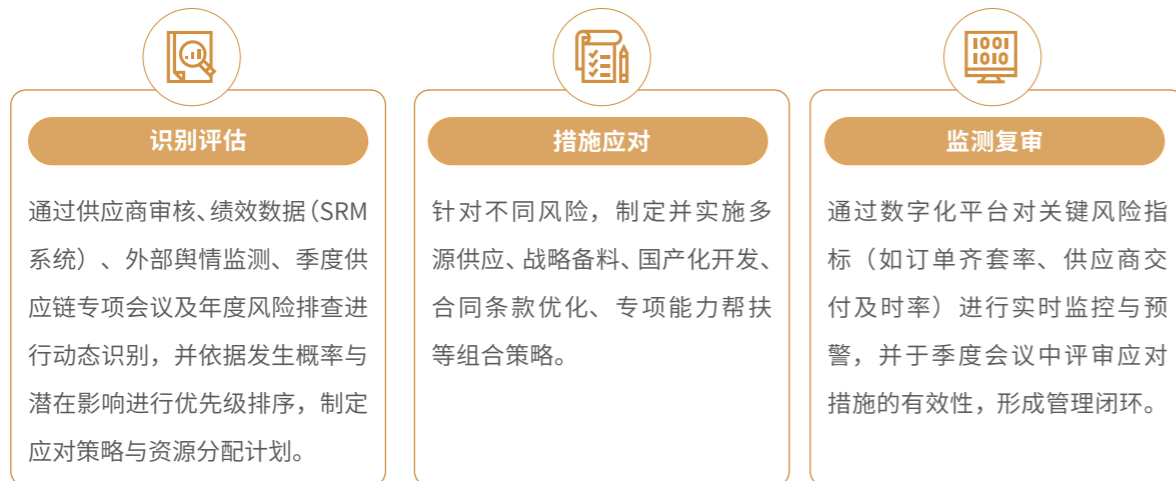 识别评估
通过供应商审核、绩效数据（SRM
系统）、外部舆情监测、季度供
应链专项会议及年度风险排查进
行动态识别，并依据发生概率与
潜在影响进行优先级排序，制定
应对策略与资源分配计划。
措施应对
针对不同风险，制定并实施多
源供应、战略备料、国产化开发、
合同条款优化、专项能力帮扶
等组合策略。
1001
1010
监测复审
通过数字化平台对关键风险指
标（如订单齐套率、供应商交
付及时率）进行实时监控与预
警，并于季度会议中评审应对
措施的有效性，形成管理闭环。